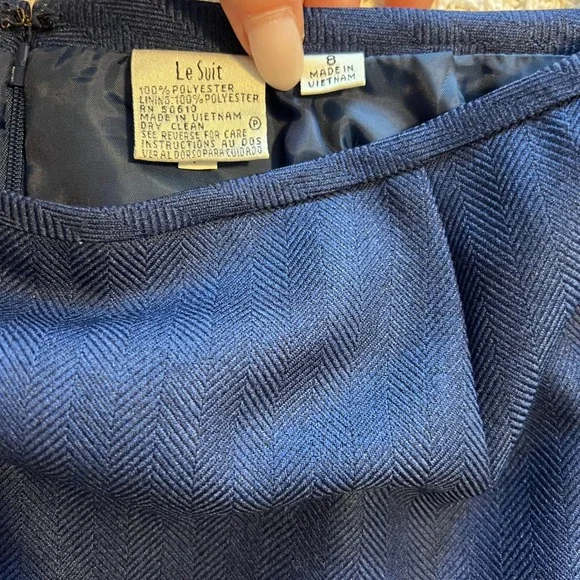 Le Suit
100% POLYESTER
LINING: 100% POLYESTER
RN 50610
MADE IN VIETNAM
DRY CLEAN
P
SEE REVERSE FOR CARE
INSTRUCTIONS AU DOS
VER AL DORSO PARA CUIDADO
8
MADE IN
VIETNAM